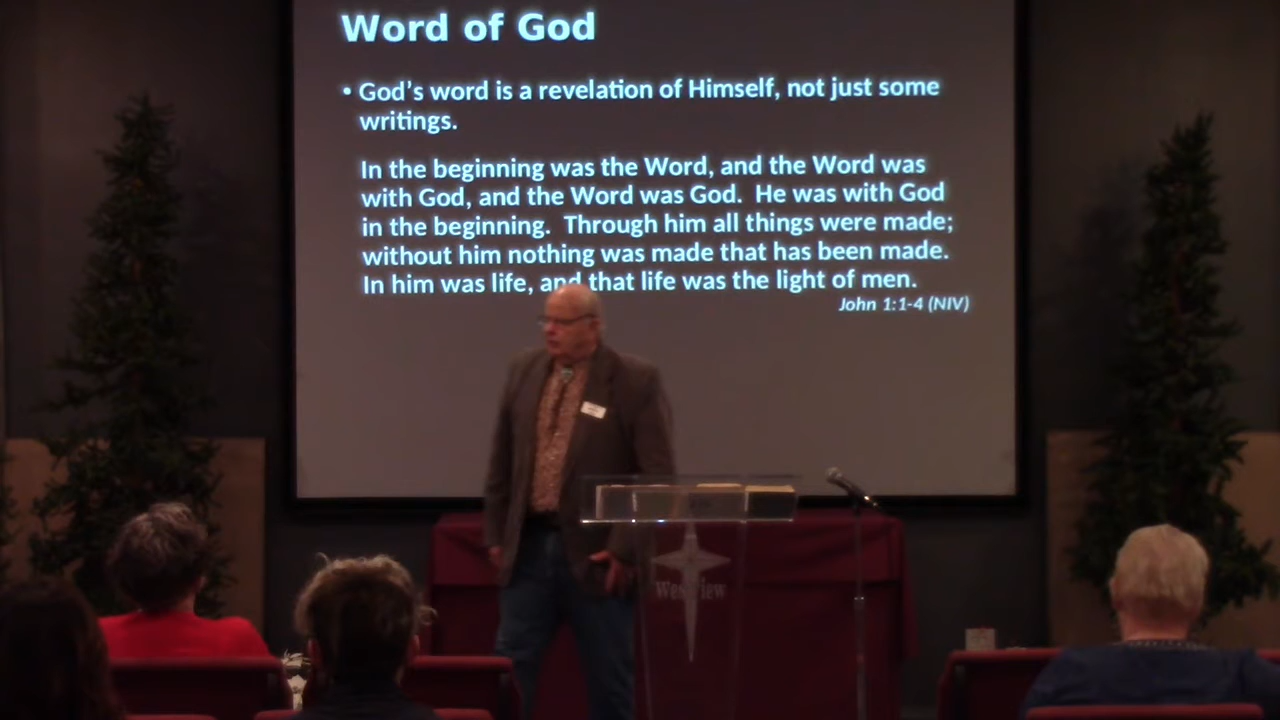 Word of God
• God's word is a revelation of Himself, not just some
writings.
In the beginning was the Word, and the Word was
with God, and the Word was God.  He was with God
in the beginning.  Through him all things were made;
without him nothing was made that has been made.
In him was life, and that life was the light of men.
John 1:1-4 (NIV)
WestView